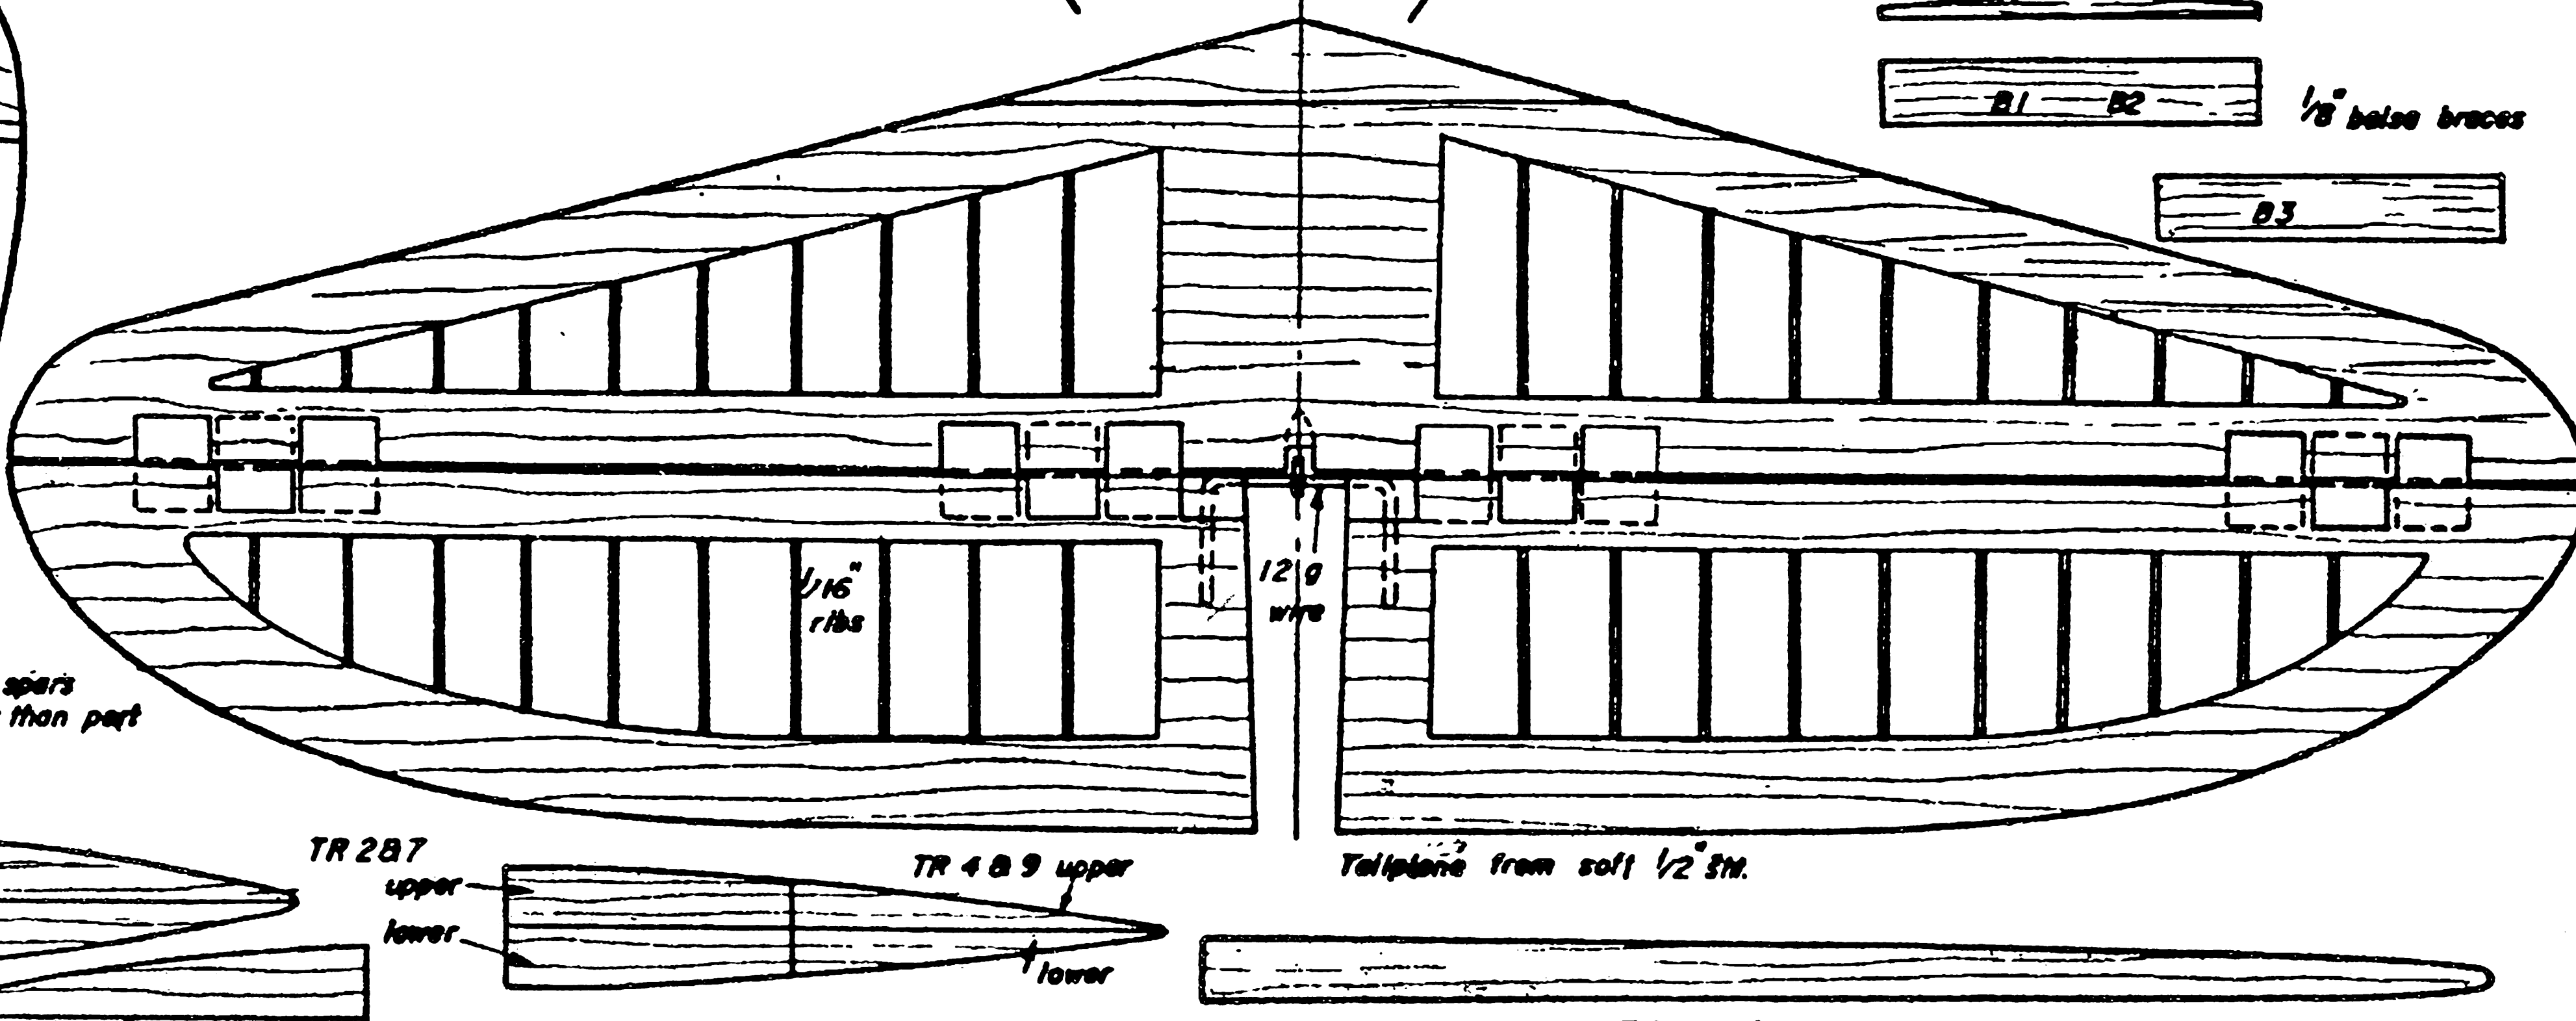 B1 B2
1/8" balsa braces
B3
12 g
wire
1/16"
ribs
spars
than part
TR 2&7
upper
lower
TR 4 & 9 upper
lower
Tailplane from soft 1/2" sht.